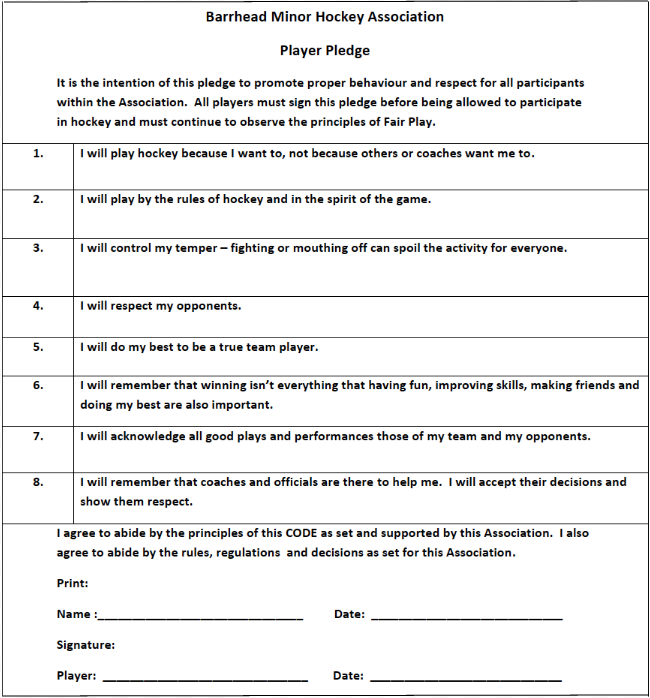 Barrhead Minor Hockey Association
Player Pledge
It is the intention of this pledge to promote proper behaviour and respect for all participants
within the Association.  All players must sign this pledge before being allowed to participate
in hockey and must continue to observe the principles of Fair Play.
1. I will play hockey because I want to, not because others or coaches want me to.
2. I will play by the rules of hockey and in the spirit of the game.
3. I will control my temper – fighting or mouthing off can spoil the activity for everyone.
4. I will respect my opponents.
5. I will do my best to be a true team player.
6. I will remember that winning isn't everything that having fun, improving skills, making friends and
doing my best are also important.
7. I will acknowledge all good plays and performances those of my team and my opponents.
8. I will remember that coaches and officials are there to help me.  I will accept their decisions and
show them respect.
I agree to abide by the principles of this CODE as set and supported by this Association.  I also
agree to abide by the rules, regulations  and decisions as set for this Association.
Print:
Name :______________________________ Date: ____________________________
Signature:
Player: ______________________________ Date: ____________________________